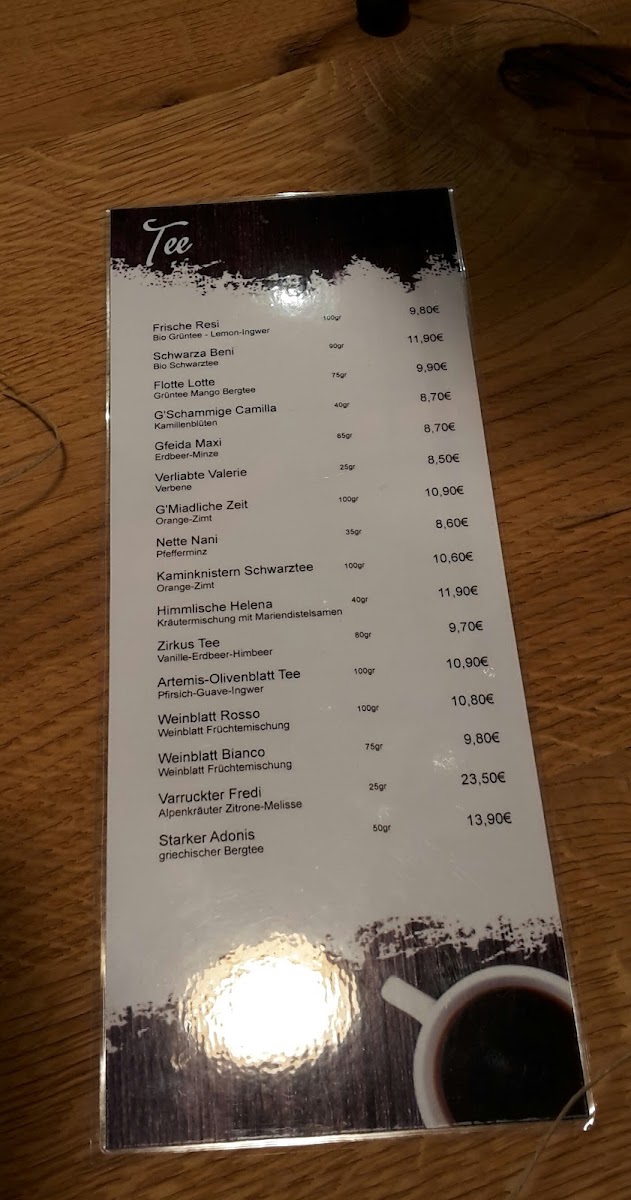 Tee
Frische Resi 100gr 9,80€
Bio Grüntee - Lemon-Ingwer
Schwarza Beni 90gr 11,90€
Bio Schwarztee
Flotte Lotte 75gr 9,90€
Grüntee Mango Bergtee
G'Schammige Camilla 40gr 8,70€
Kamillenblüten
Gfeida Maxi 65gr 8,70€
Erdbeer-Minze
Verliabte Valerie 25gr 8,50€
Verbene
G'Miadliche Zeit 100gr 10,90€
Orange-Zimt
Nette Nani 35gr 8,60€
Pfefferminz
Kaminknistern Schwarztee 100gr 10,60€
Orange-Zimt
Himmlische Helena 40gr 11,90€
Kräutermischung mit Mariendistelsamen
Zirkus Tee 80gr 9,70€
Vanille-Erdbeer-Himbeer
Artemis-Olivenblatt Tee 100gr 10,90€
Pfirsich-Guave-Ingwer
Weinblatt Rosso 100gr 10,80€
Weinblatt Früchtemischung
Weinblatt Bianco 75gr 9,80€
Weinblatt Früchtemischung
Varruckter Fredi 25gr 23,50€
Alpenkräuter Zitrone-Melisse
Starker Adonis 50gr 13,90€
griechischer Bergtee